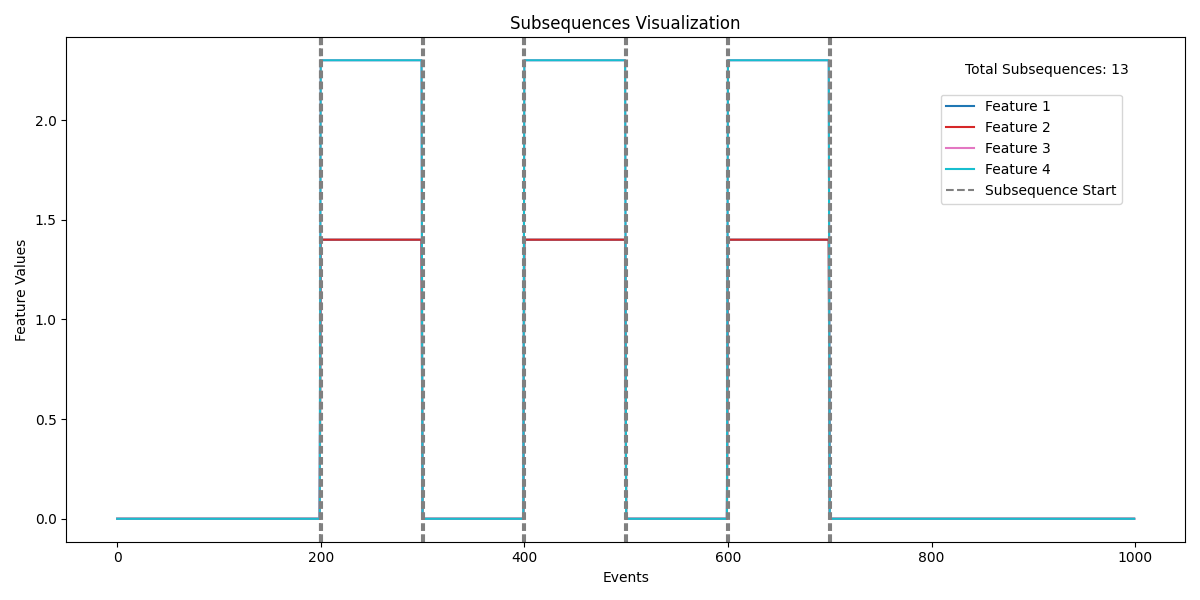 Subsequences Visualization
Total Subsequences: 13
Feature 1
Feature 2
Feature 3
Feature 4
Subsequence Start
Feature Values
2.0
1.5
1.0
0.5
0.0
0 200 400 600 800 1000
Events